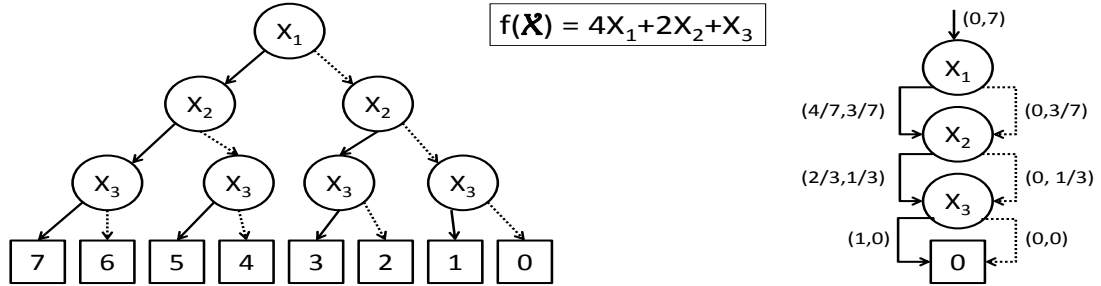 X₁
f(X) = 4X₁+2X₂+X₃
(0,7)
X₁
X₂ X₂
(4/7,3/7) (0,3/7)
X₂
X₃ X₃ X₃ X₃
(2/3,1/3) (0, 1/3)
X₃
(1,0) (0,0)
7 6 5 4 3 2 1 0
0